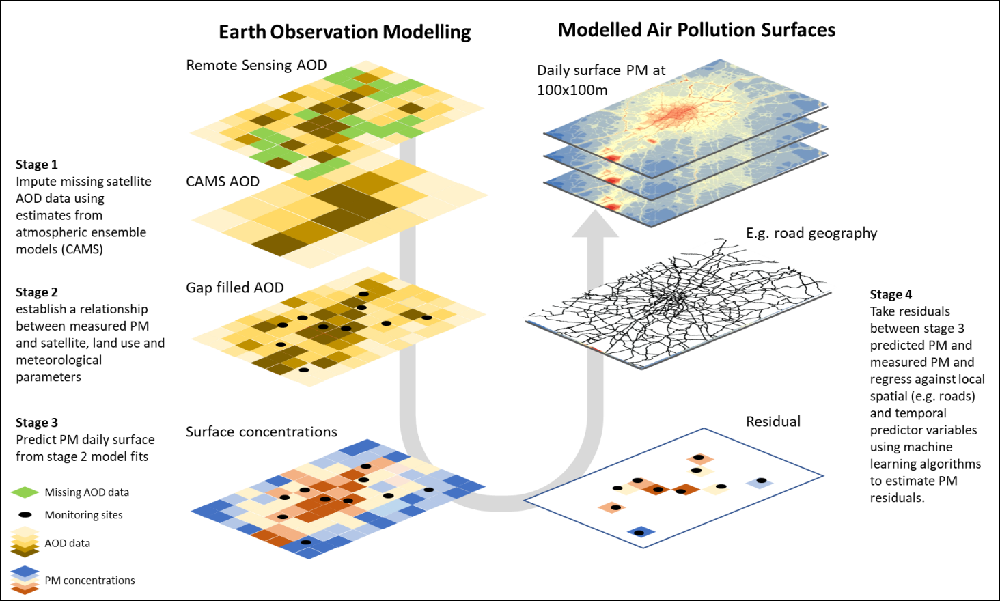 Earth Observation Modelling
Modelled Air Pollution Surfaces
Remote Sensing AOD
Daily surface PM at
100x100m
Stage 1
Impute missing satellite
AOD data using
estimates from
atmospheric ensemble
models (CAMS)
CAMS AOD
E.g. road geography
Stage 2
establish a relationship
between measured PM
and satellite, land use and
meteorological
parameters
Gap filled AOD
Stage 4
Take residuals
between stage 3
predicted PM and
measured PM and
regress against local
spatial (e.g. roads)
and temporal
predictor variables
using machine
learning algorithms
to estimate PM
residuals.
Stage 3
Predict PM daily surface
from stage 2 model fits
Surface concentrations
Residual
Missing AOD data
Monitoring sites
AOD data
PM concentrations